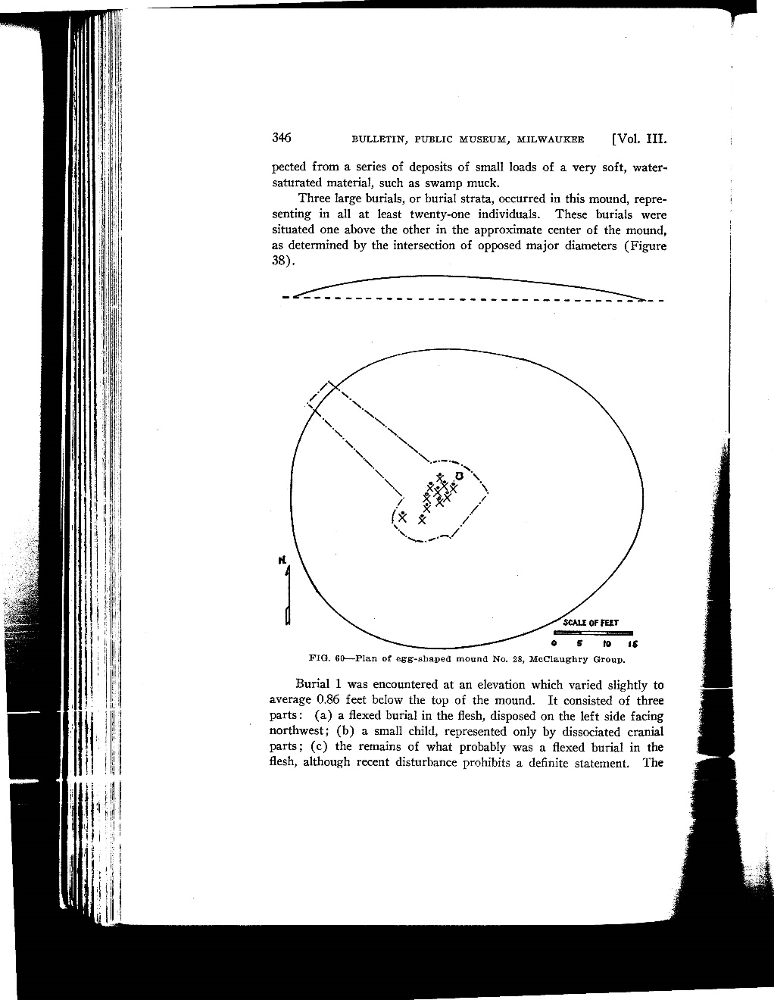 346 BULLETIN, PUBLIC MUSEUM, MILWAUKEE [Vol. III.
pected from a series of deposits of small loads of a very soft, water-
saturated material, such as swamp muck.
Three large burials, or burial strata, occurred in this mound, repre-
senting in all at least twenty-one individuals. These burials were
situated one above the other in the approximate center of the mound,
as determined by the intersection of opposed major diameters (Figure
38).
N.
SCALE OF FEET
0 5 10 15
FIG. 60—Plan of egg-shaped mound No. 28, McClaughry Group.
Burial 1 was encountered at an elevation which varied slightly to
average 0.86 feet below the top of the mound. It consisted of three
parts: (a) a flexed burial in the flesh, disposed on the left side facing
northwest; (b) a small child, represented only by dissociated cranial
parts; (c) the remains of what probably was a flexed burial in the
flesh, although recent disturbance prohibits a definite statement. The